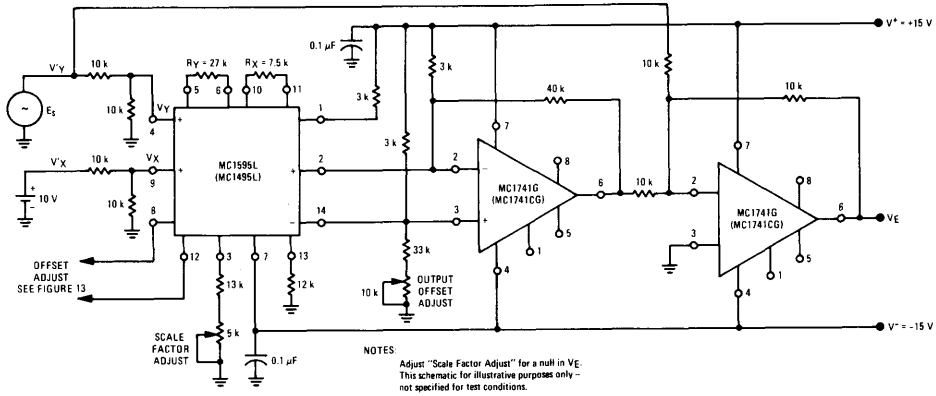 V⁺ = +15 V
0.1 µF
V'Y
10 k
RY = 27 k
RX = 7.5 k
3 k
10 k
VY
5
6
10
11
10 k
4
+
1
3 k
40 k
10 k
7
7
ES
MC1595L
(MC1495L)
3 k
V'X
10 k
VX
9
+
+
2
2
−
8
MC1741G
(MC1741CG)
6
10 k
2
8
MC1741G
(MC1741CG)
6
VE
+
−
10 V
10 k
8
−
14
3
+
5
1
3
5
1
4
4
12
3
7
13
OFFSET
ADJUST
SEE FIGURE 13
13 k
12 k
33 k
10 k
OUTPUT
OFFSET
ADJUST
SCALE
FACTOR
ADJUST
5 k
0.1 µF
V⁻ = -15 V
NOTES:
Adjust "Scale Factor Adjust" for a null in VE.
This schematic for illustrative purposes only –
not specified for test conditions.